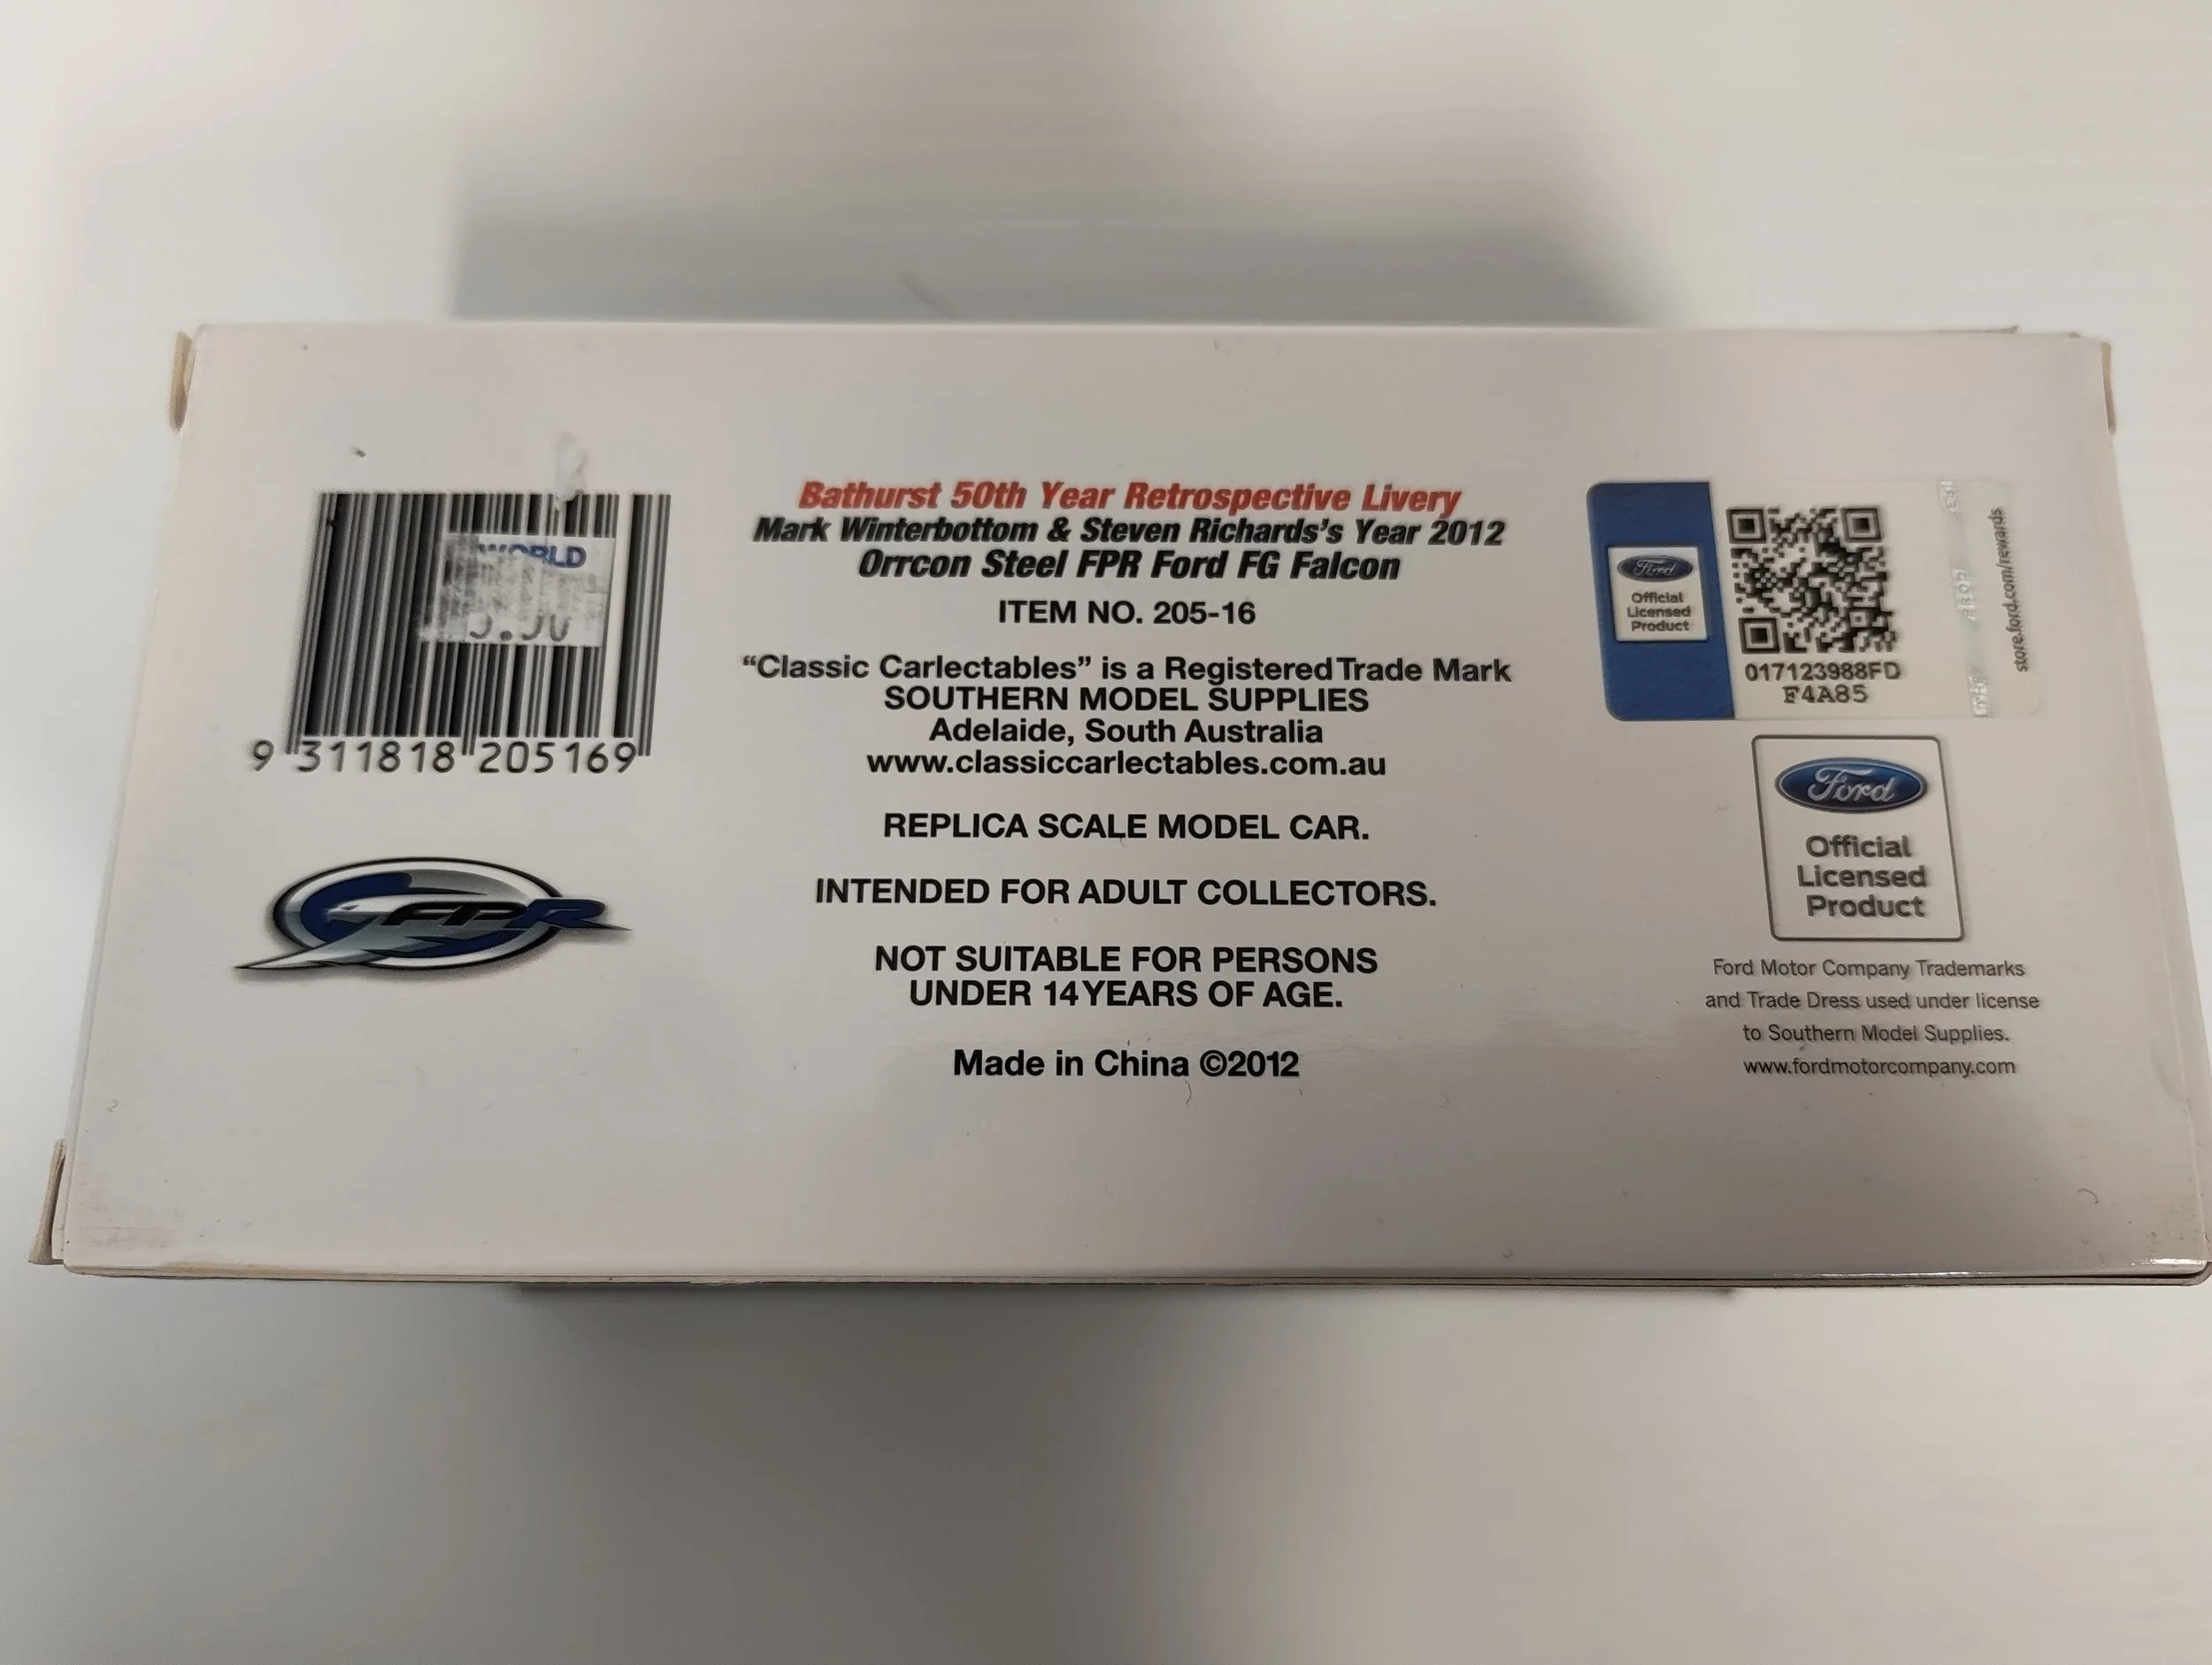 WORLD
9 311818 205169
FPR
Bathurst 50th Year Retrospective Livery
Mark Winterbottom & Steven Richards's Year 2012
Orrcon Steel FPR Ford FG Falcon
ITEM NO. 205-16
“Classic Carlectables” is a Registered Trade Mark
SOUTHERN MODEL SUPPLIES
Adelaide, South Australia
www.classiccarlectables.com.au
REPLICA SCALE MODEL CAR.
INTENDED FOR ADULT COLLECTORS.
NOT SUITABLE FOR PERSONS
UNDER 14 YEARS OF AGE.
Made in China ©2012
Ford
Official
Licensed
Product
017123988FD
F4A85
store.ford.com/rewards
Ford
Official
Licensed
Product
Ford Motor Company Trademarks
and Trade Dress used under license
to Southern Model Supplies.
www.fordmotorcompany.com